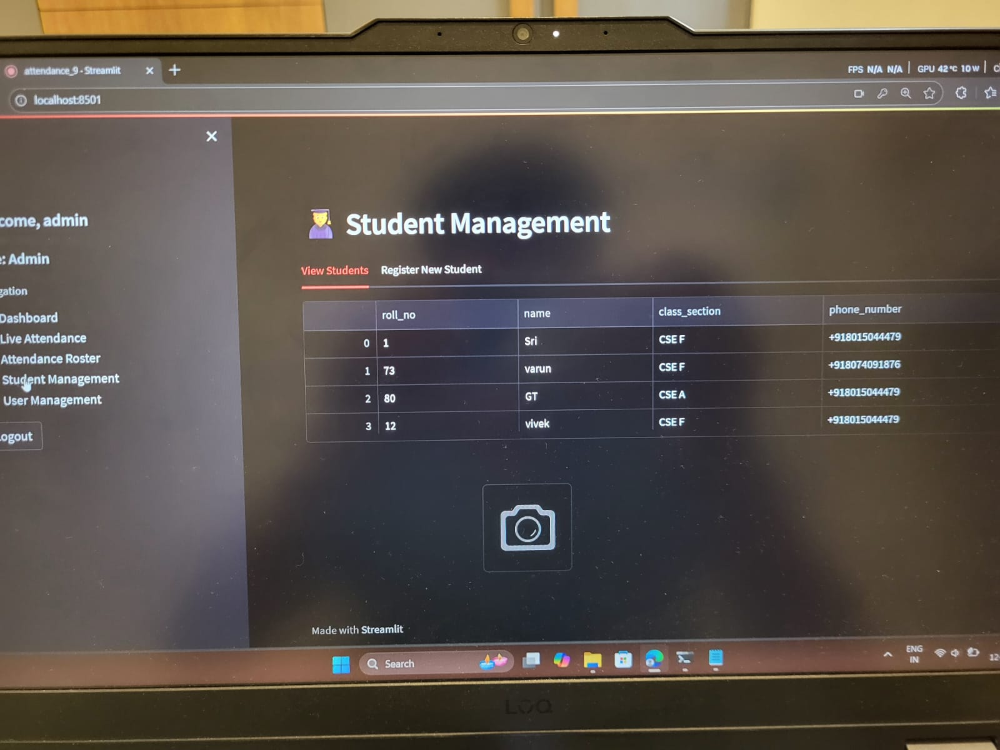 attendance_9 - Streamlit
FPS N/A N/A | GPU 42°C 10 W |
localhost:8501
come, admin
e: Admin
gation
Dashboard
Live Attendance
Attendance Roster
Student Management
User Management
ogout
Student Management
View Students Register New Student
roll_no name class_section phone_number
0 1 Sri CSE F +918015044479
1 73 varun CSE F +918074091876
2 80 GT CSE A +918015044479
3 12 vivek CSE F +918015044479
Made with Streamlit
Search
ENG
IN
12
LOQ